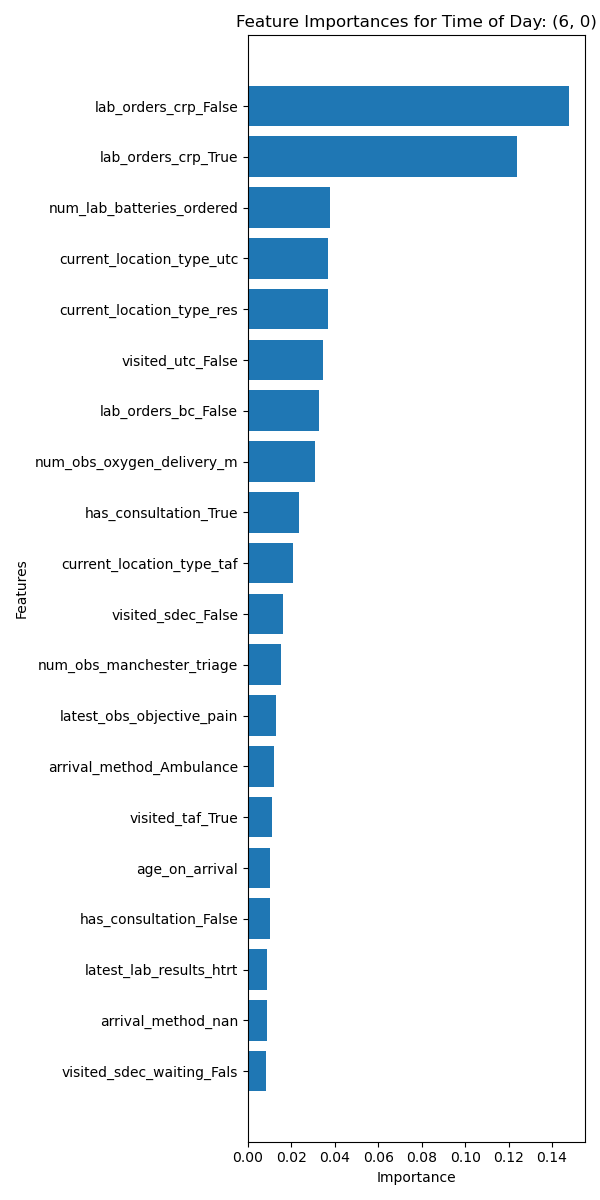 Feature Importances for Time of Day: (6, 0)
lab_orders_crp_False
lab_orders_crp_True
num_lab_batteries_ordered
current_location_type_utc
current_location_type_res
visited_utc_False
lab_orders_bc_False
num_obs_oxygen_delivery_m
has_consultation_True
current_location_type_taf
visited_sdec_False
num_obs_manchester_triage
latest_obs_objective_pain
arrival_method_Ambulance
visited_taf_True
age_on_arrival
has_consultation_False
latest_lab_results_htrt
arrival_method_nan
visited_sdec_waiting_Fals
Features
0.00 0.02 0.04 0.06 0.08 0.10 0.12 0.14
Importance